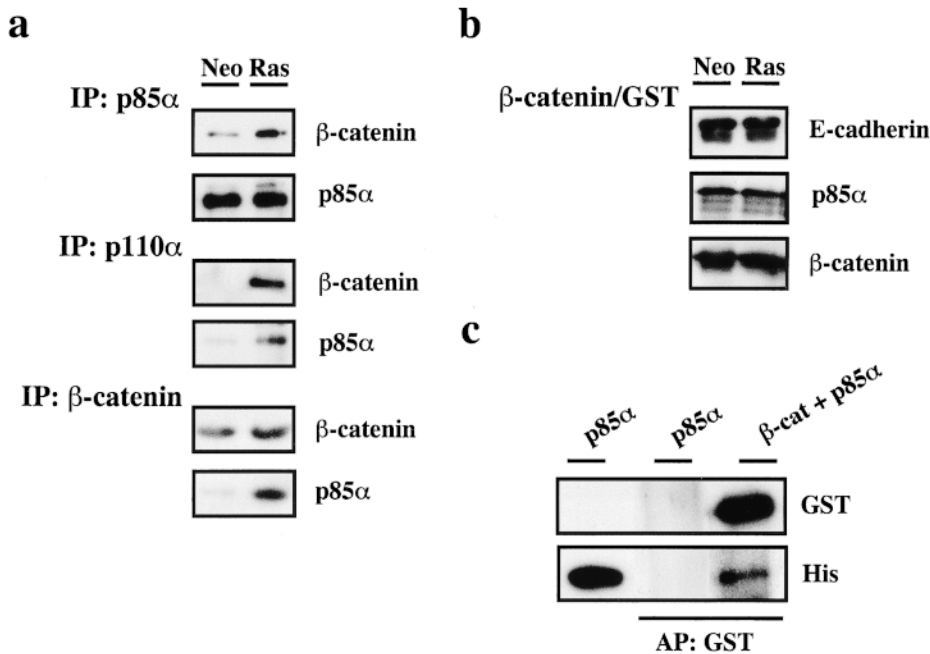 a
Neo Ras
IP: p85α
β-catenin
p85α
IP: p110α
β-catenin
p85α
IP: β-catenin
β-catenin
p85α
b
Neo Ras
β-catenin/GST
E-cadherin
p85α
β-catenin
c
p85α p85α β-cat + p85α
GST
His
AP: GST